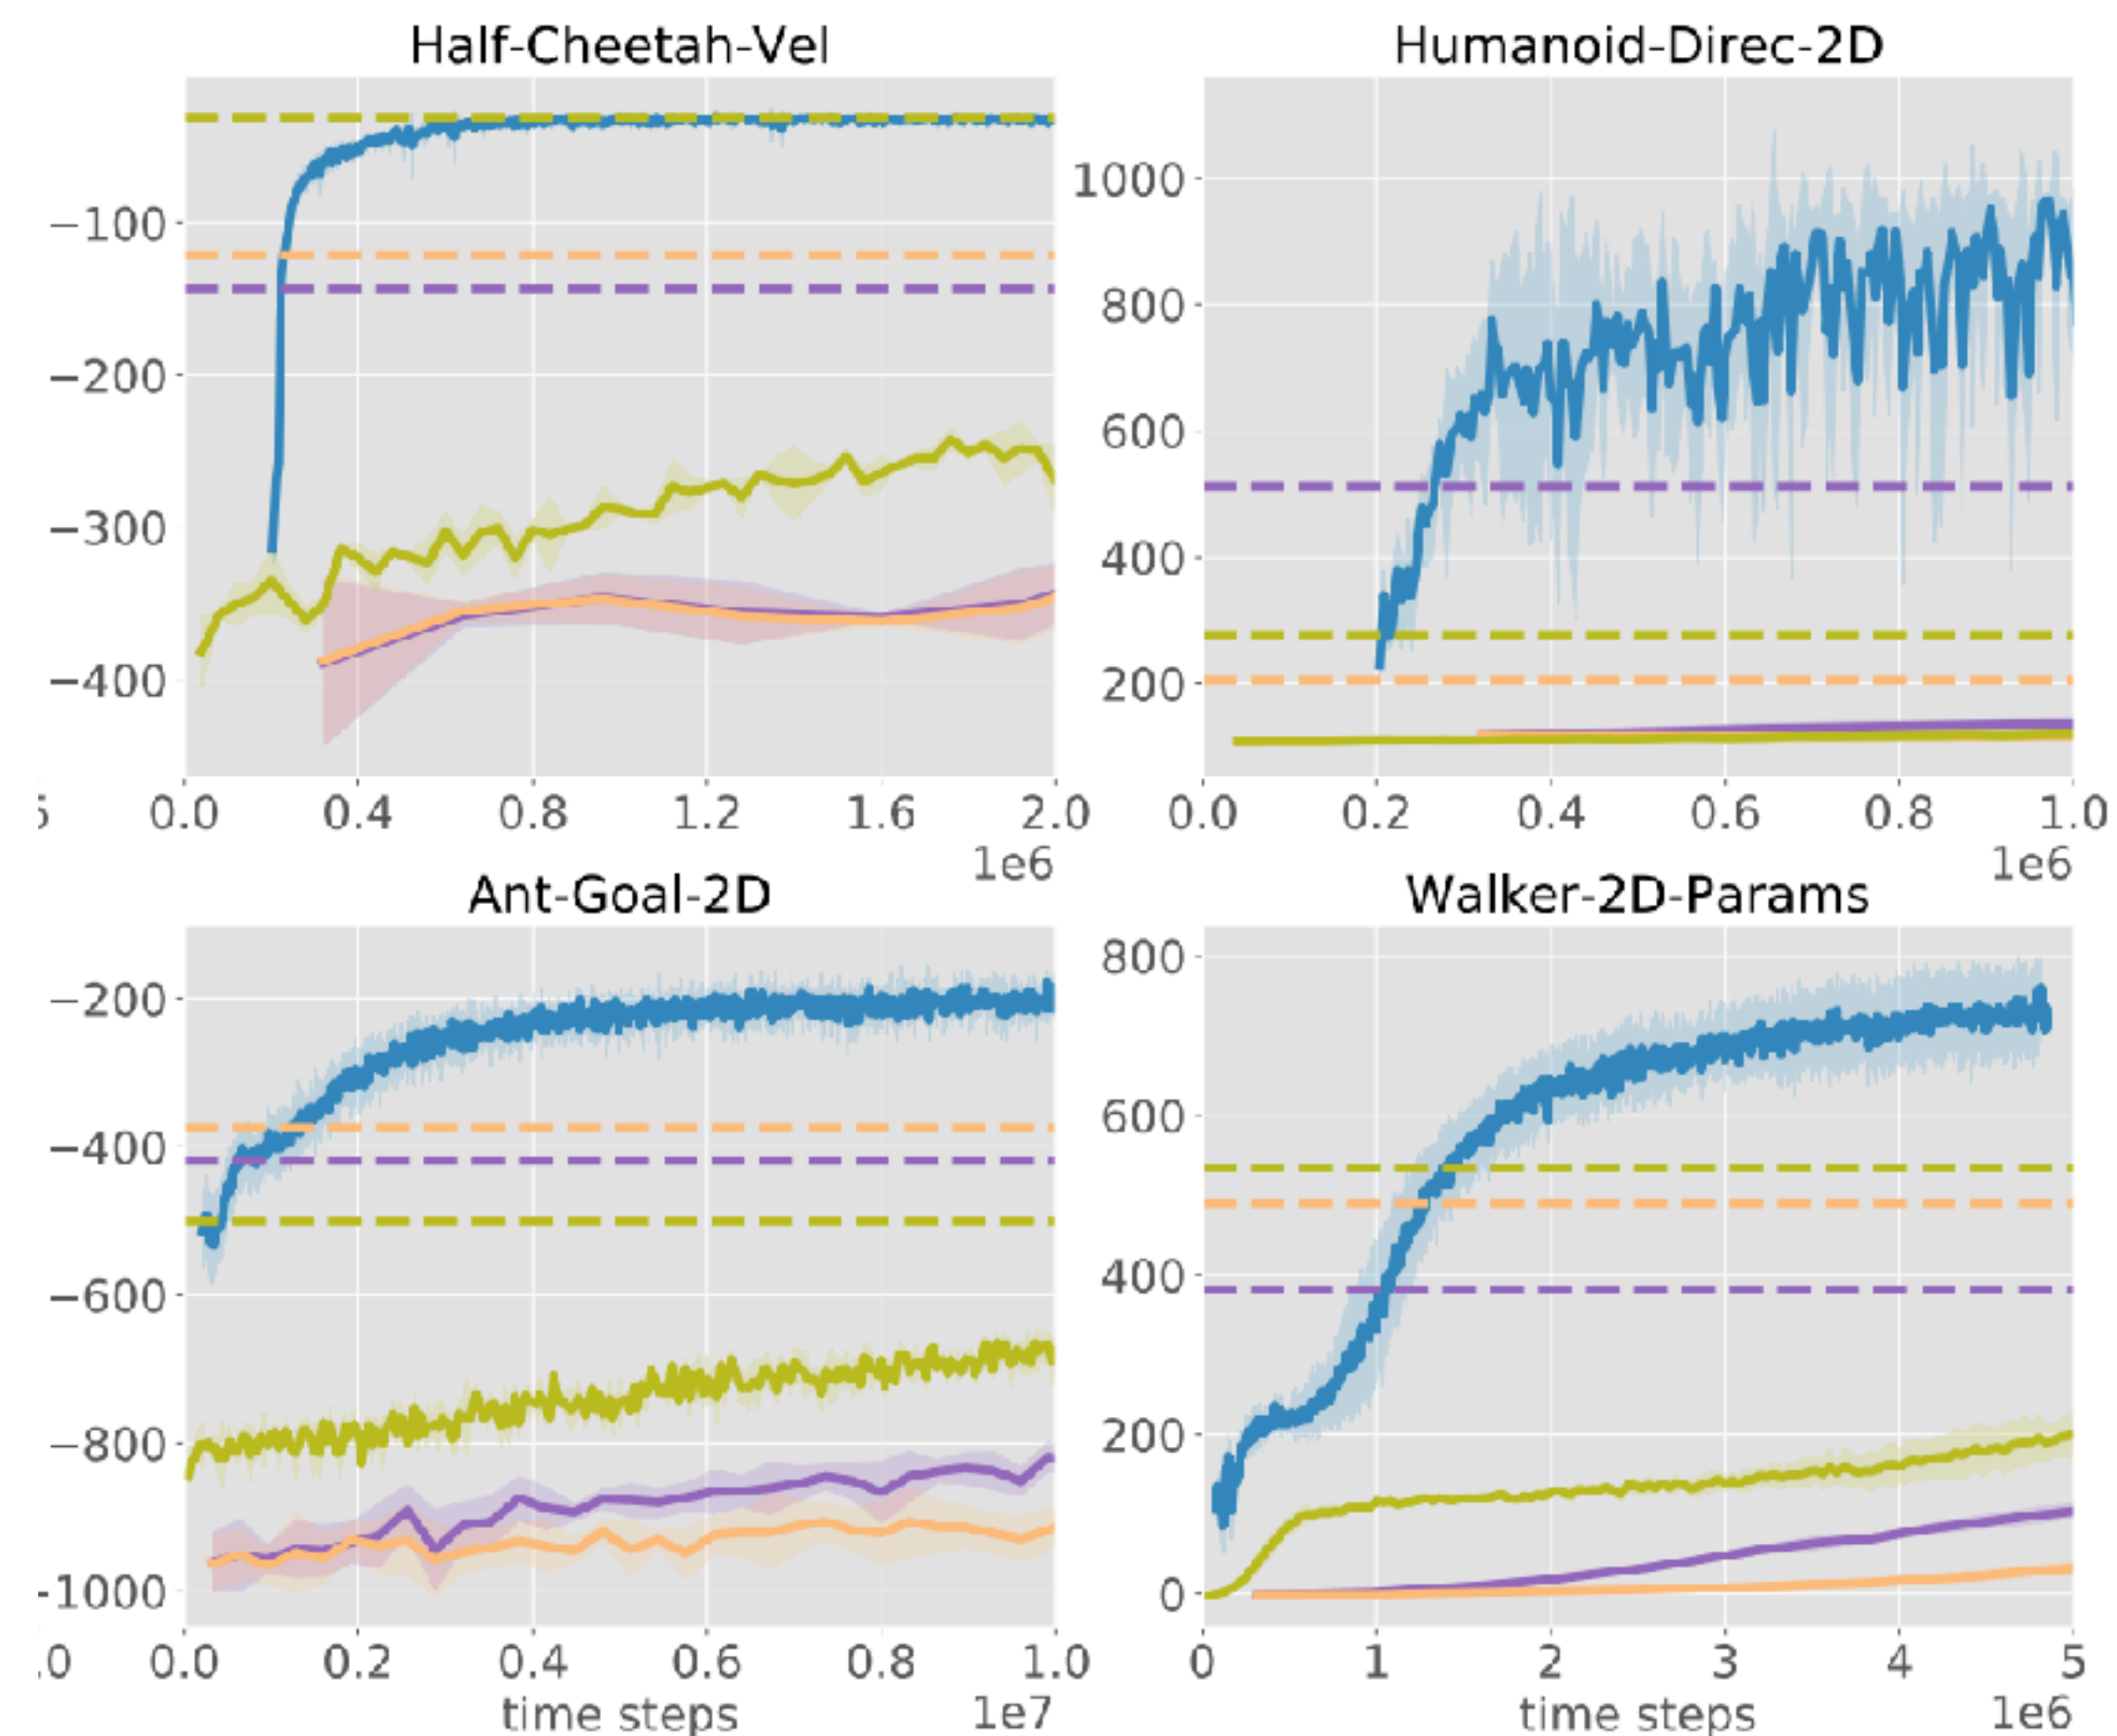 Half-Cheetah-Vel
−100
−200
−300
−400
0.0 0.4 0.8 1.2 1.6 2.0
1e6
Humanoid-Direc-2D
1000
800
600
400
200
0.0 0.2 0.4 0.6 0.8 1.0
1e6
Ant-Goal-2D
−200
−400
−600
−800
-1000
.0 0.0 0.2 0.4 0.6 0.8 1.0
time steps 1e7
Walker-2D-Params
800
600
400
200
0
0 1 2 3 4 5
time steps 1e6